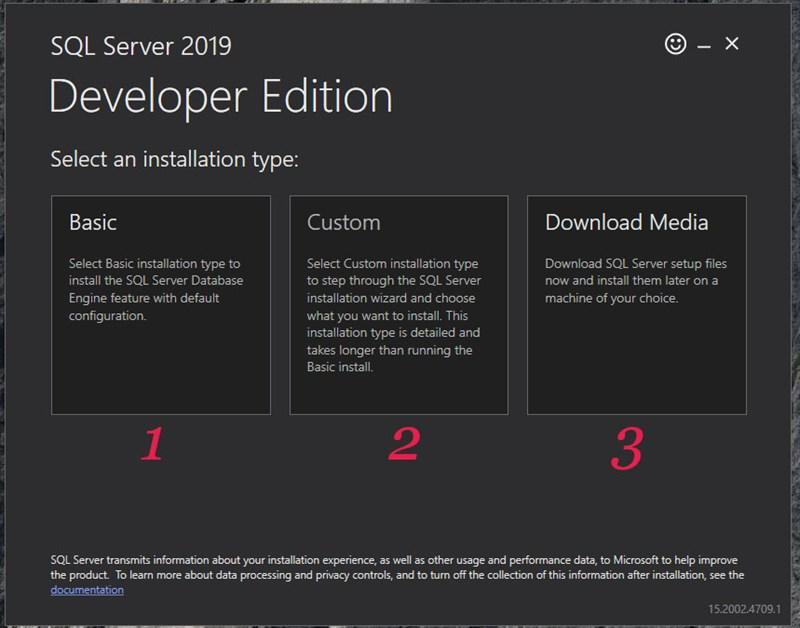 SQL Server 2019
Developer Edition
Select an installation type:
Basic
Select Basic installation type to
install the SQL Server Database
Engine feature with default
configuration.
Custom
Select Custom installation type
to step through the SQL Server
installation wizard and choose
what you want to install. This
installation type is detailed and
takes longer than running the
Basic install.
Download Media
Download SQL Server setup files
now and install them later on a
machine of your choice.
1
2
3
SQL Server transmits information about your installation experience, as well as other usage and performance data, to Microsoft to help improve
the product. To learn more about data processing and privacy controls, and to turn off the collection of this information after installation, see the
documentation
15.2002.4709.1